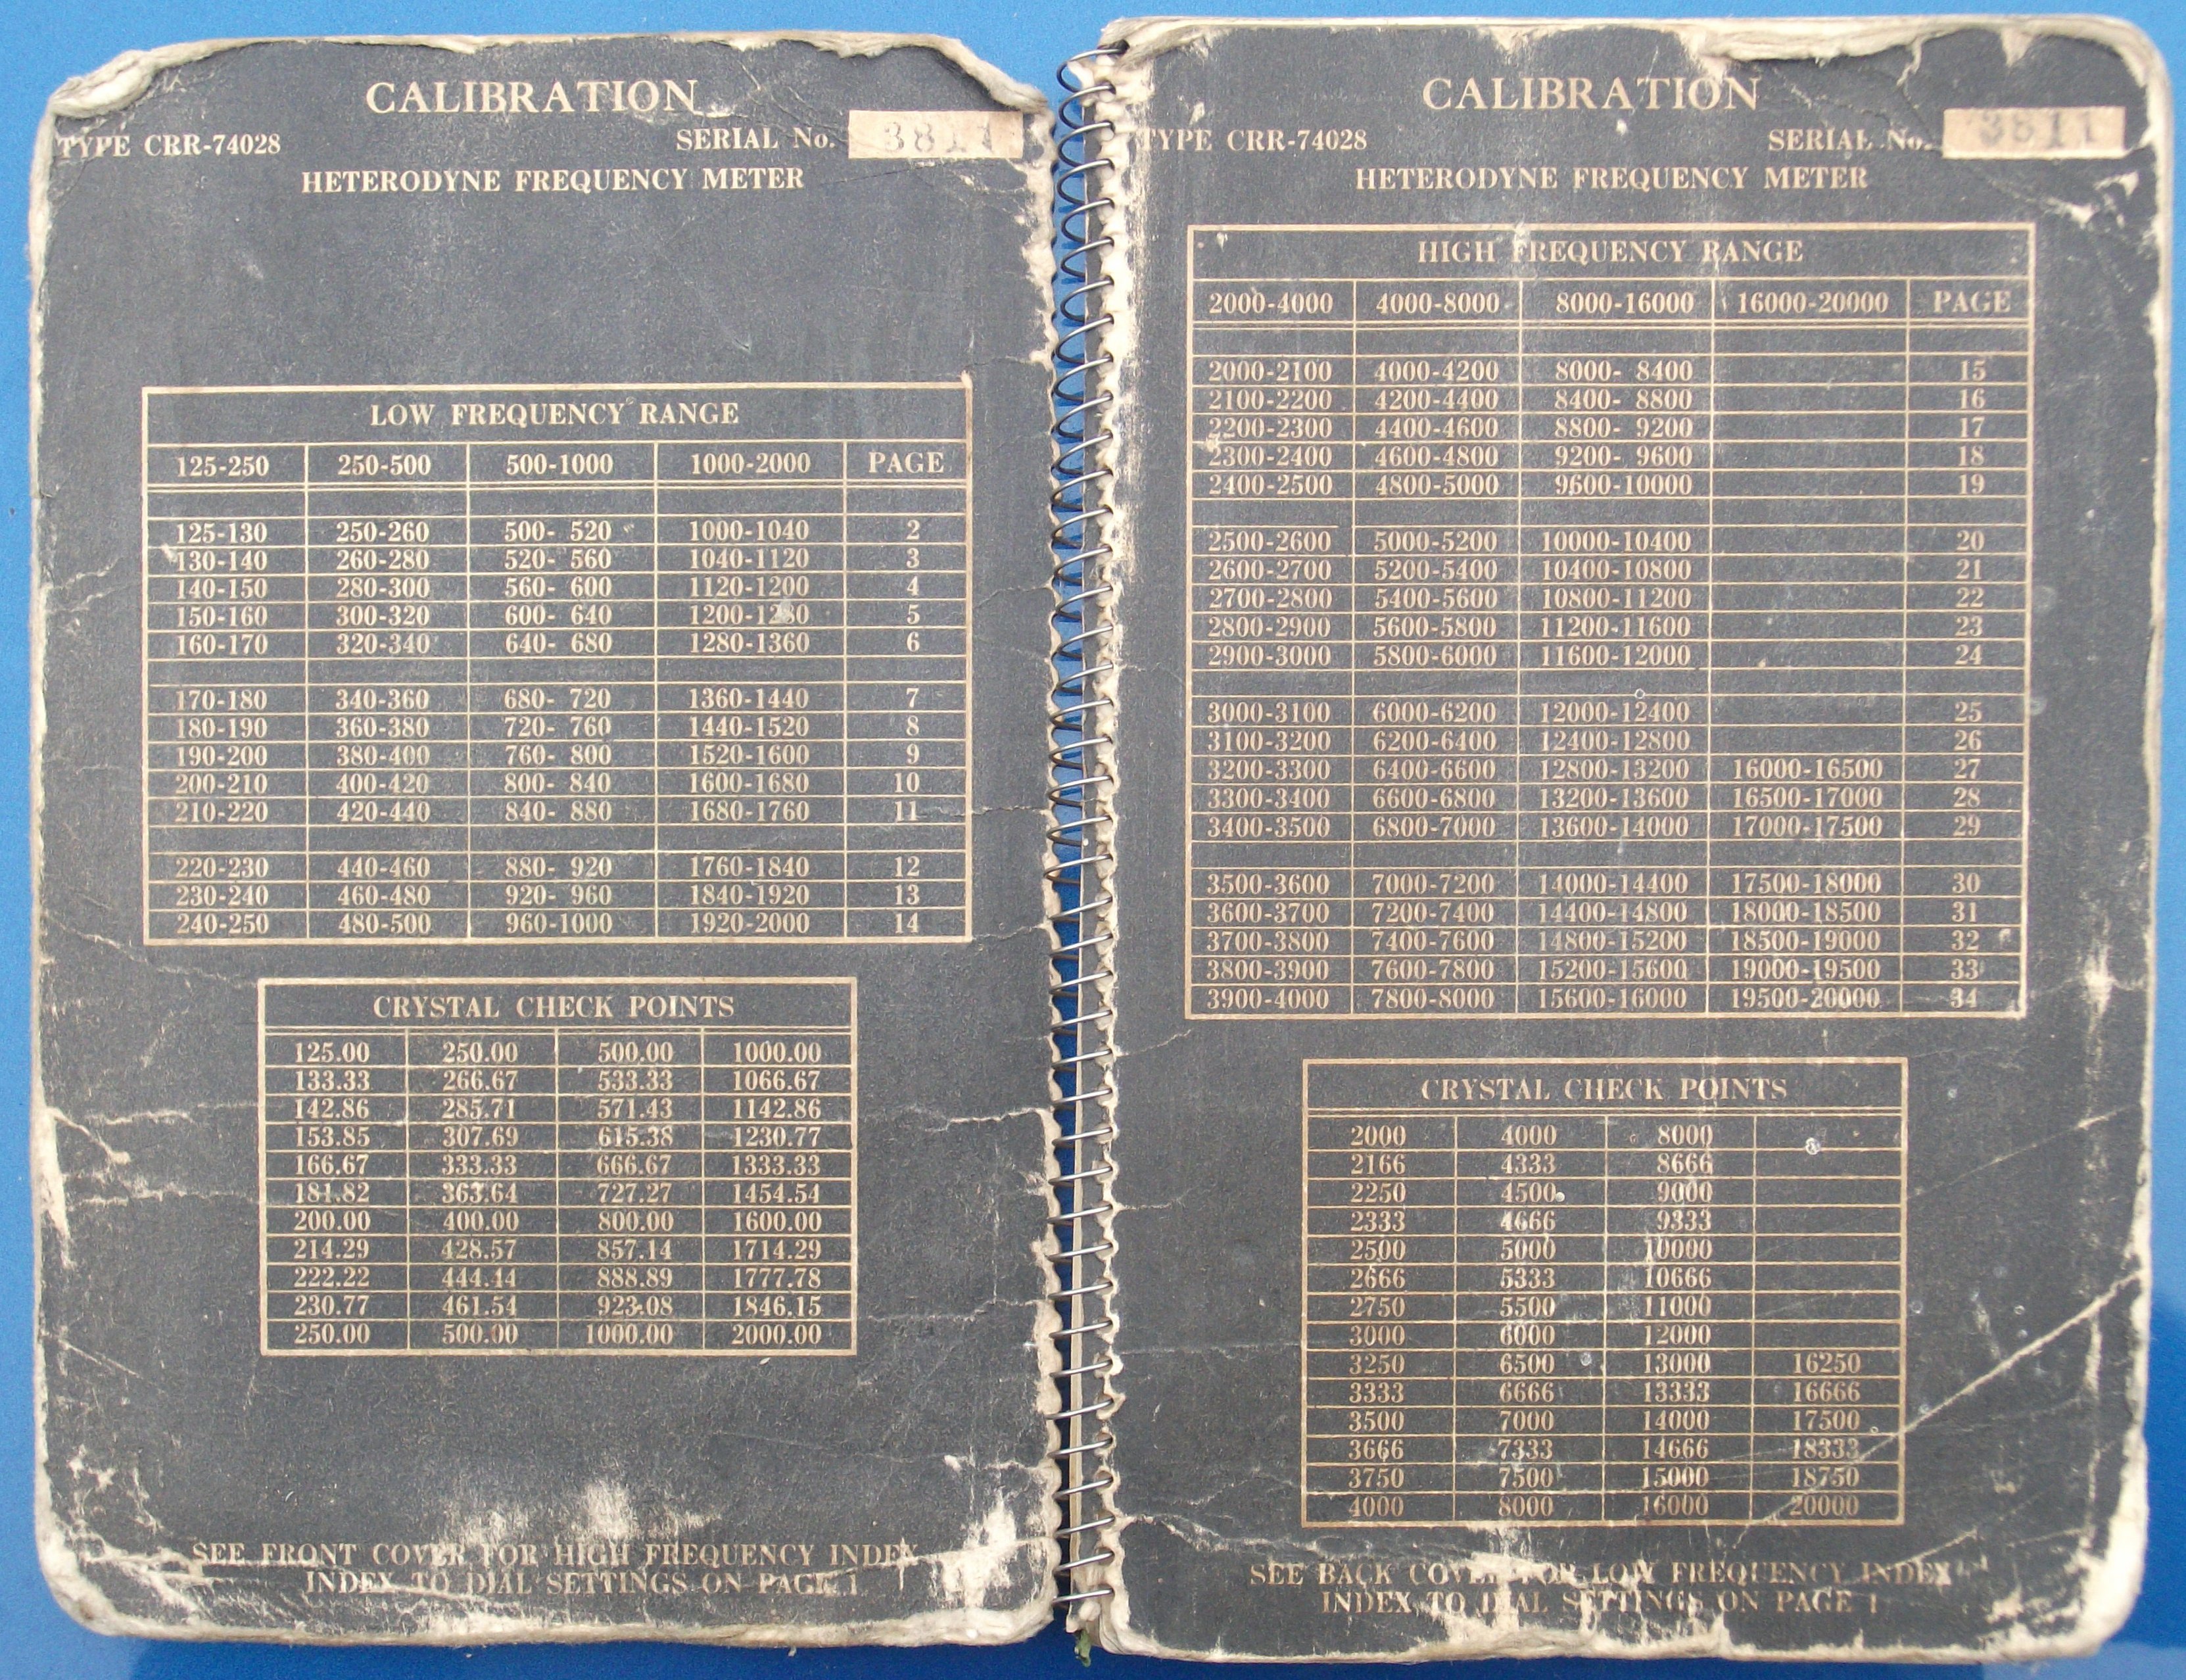 CALIBRATION
TYPE CRR-74028 SERIAL No. 3811
HETERODYNE FREQUENCY METER
LOW FREQUENCY RANGE
125-250 250-500 500-1000 1000-2000 PAGE
125-130 250-260 500- 520 1000-1040 2
130-140 260-280 520- 560 1040-1120 3
140-150 280-300 560- 600 1120-1200 4
150-160 300-320 600- 640 1200-1280 5
160-170 320-340 640- 680 1280-1360 6
170-180 340-360 680- 720 1360-1440 7
180-190 360-380 720- 760 1440-1520 8
190-200 380-400 760- 800 1520-1600 9
200-210 400-420 800- 840 1600-1680 10
210-220 420-440 840- 880 1680-1760 11
220-230 440-460 880- 920 1760-1840 12
230-240 460-480 920- 960 1840-1920 13
240-250 480-500 960-1000 1920-2000 14
CRYSTAL CHECK POINTS
125.00 250.00 500.00 1000.00
133.33 266.67 533.33 1066.67
142.86 285.71 571.43 1142.86
153.85 307.69 615.38 1230.77
166.67 333.33 666.67 1333.33
181.82 363.64 727.27 1454.54
200.00 400.00 800.00 1600.00
214.29 428.57 857.14 1714.29
222.22 444.44 888.89 1777.78
230.77 461.54 923.08 1846.15
250.00 500.00 1000.00 2000.00
SEE FRONT COVER FOR HIGH FREQUENCY INDEX
INDEX TO DIAL SETTINGS ON PAGE 1
CALIBRATION
TYPE CRR-74028 SERIAL No. 3811
HETERODYNE FREQUENCY METER
HIGH FREQUENCY RANGE
2000-4000 4000-8000 8000-16000 16000-20000 PAGE
2000-2100 4000-4200 8000- 8400 15
2100-2200 4200-4400 8400- 8800 16
2200-2300 4400-4600 8800- 9200 17
2300-2400 4600-4800 9200- 9600 18
2400-2500 4800-5000 9600-10000 19
2500-2600 5000-5200 10000-10400 20
2600-2700 5200-5400 10400-10800 21
2700-2800 5400-5600 10800-11200 22
2800-2900 5600-5800 11200-11600 23
2900-3000 5800-6000 11600-12000 24
3000-3100 6000-6200 12000-12400 25
3100-3200 6200-6400 12400-12800 26
3200-3300 6400-6600 12800-13200 16000-16500 27
3300-3400 6600-6800 13200-13600 16500-17000 28
3400-3500 6800-7000 13600-14000 17000-17500 29
3500-3600 7000-7200 14000-14400 17500-18000 30
3600-3700 7200-7400 14400-14800 18000-18500 31
3700-3800 7400-7600 14800-15200 18500-19000 32
3800-3900 7600-7800 15200-15600 19000-19500 33
3900-4000 7800-8000 15600-16000 19500-20000 34
CRYSTAL CHECK POINTS
2000 4000 8000
2166 4333 8666
2250 4500 9000
2333 4666 9333
2500 5000 10000
2666 5333 10666
2750 5500 11000
3000 6000 12000
3250 6500 13000 16250
3333 6666 13333 16666
3500 7000 14000 17500
3666 7333 14666 18333
3750 7500 15000 18750
4000 8000 16000 20000
SEE BACK COVER FOR LOW FREQUENCY INDEX
INDEX TO DIAL SETTINGS ON PAGE 1